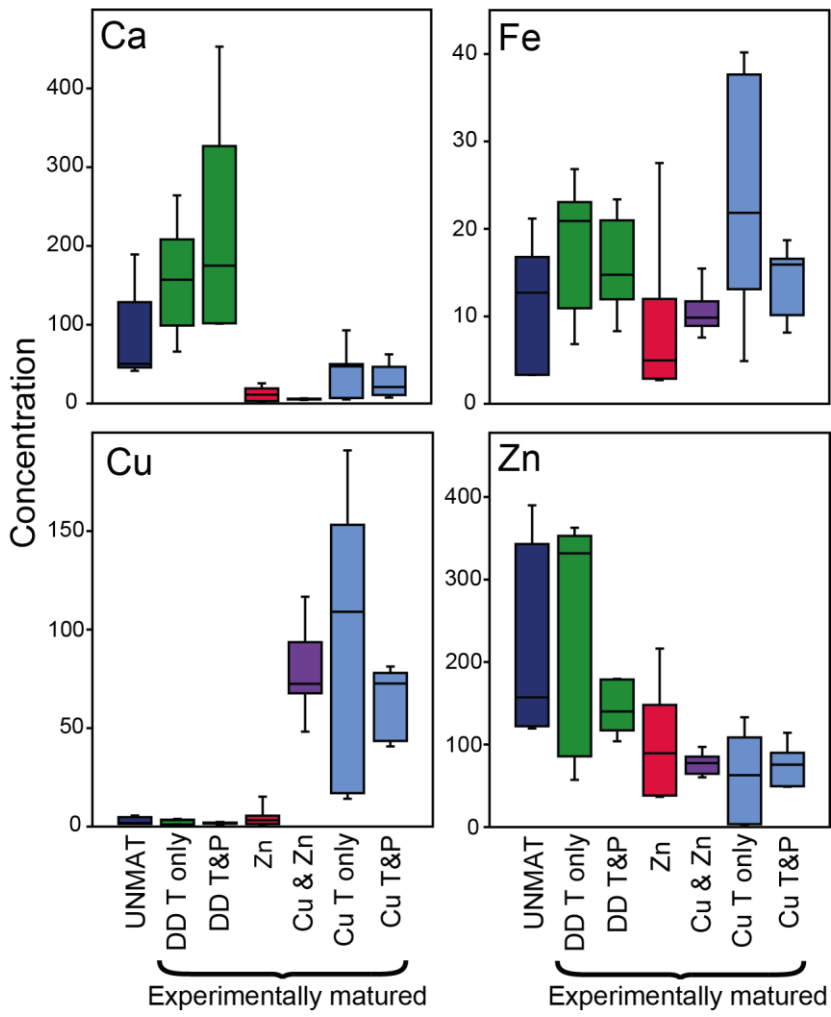 Concentration
Ca
400
300
200
100
0
Fe
40
30
20
10
0
Cu
150
100
50
0
UNMAT
DD T only
DD T&P
Zn
Cu & Zn
Cu T only
Cu T&P
Experimentally matured
Zn
400
300
200
100
0
UNMAT
DD T only
DD T&P
Zn
Cu & Zn
Cu T only
Cu T&P
Experimentally matured